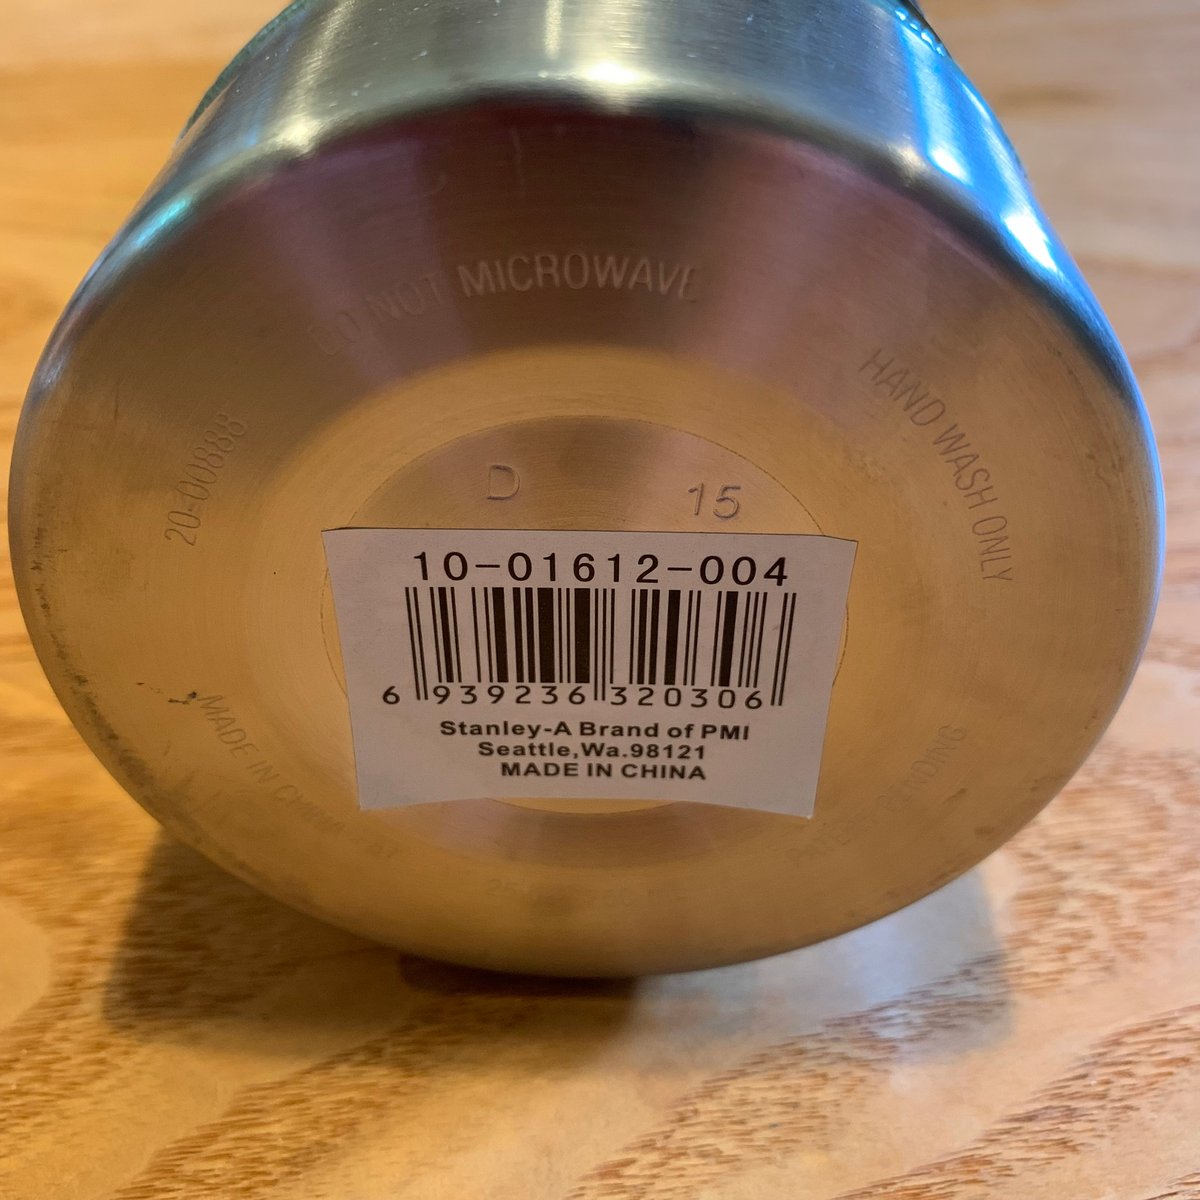 DO NOT MICROWAVE
HAND WASH ONLY
20-00888
D 15
10-01612-004
6 939236 320306
Stanley-A Brand of PMI
Seattle,Wa.98121
MADE IN CHINA
MADE IN CHINA
PENDING